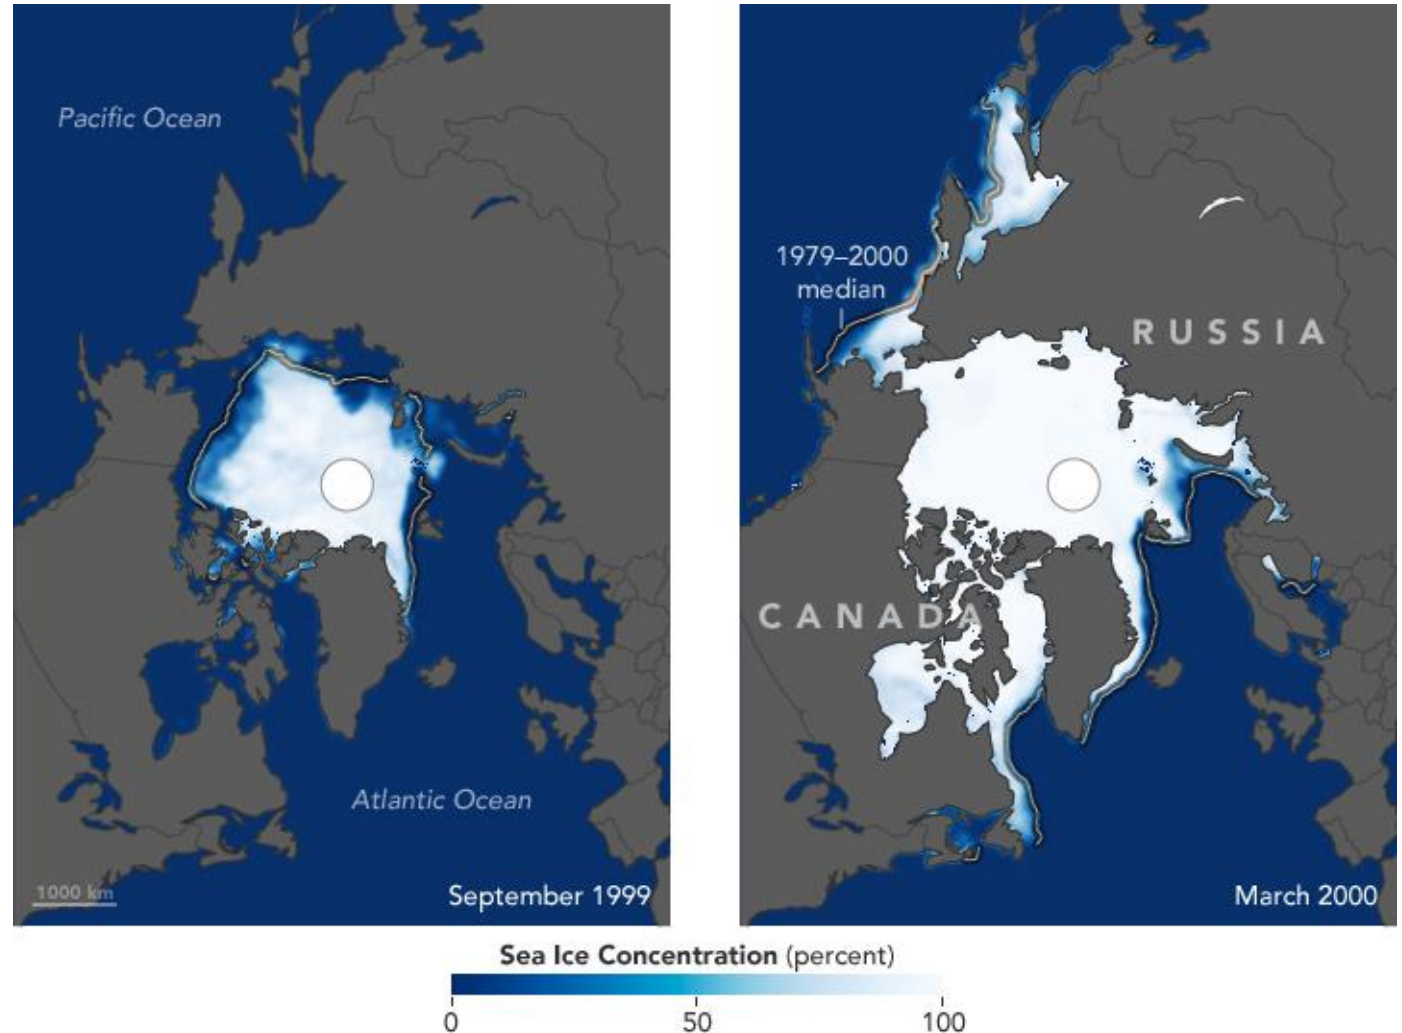 Pacific Ocean
Atlantic Ocean
1000 km
September 1999
1979–2000
median
RUSSIA
CANADA
March 2000
Sea Ice Concentration (percent)
0
50
100